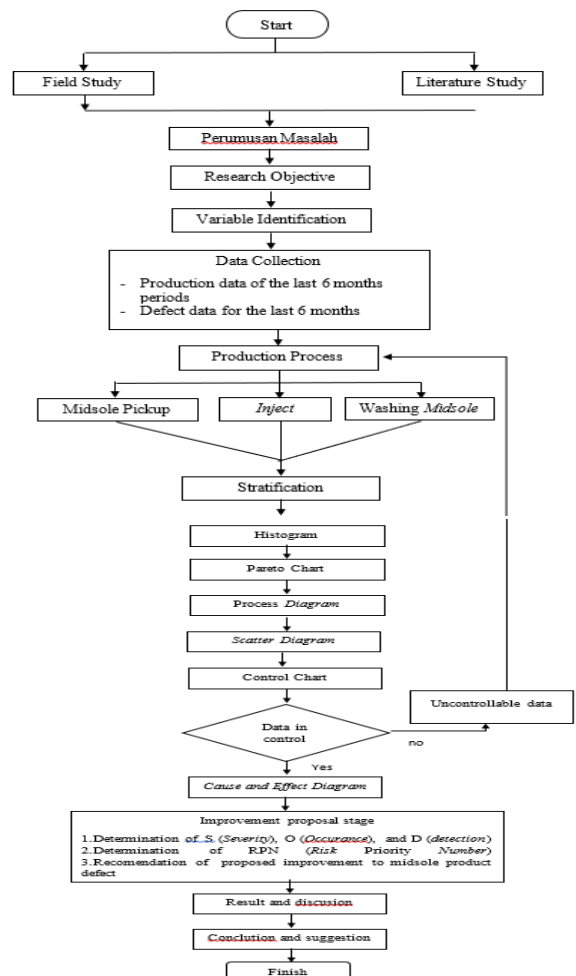 Start
Field Study
Literature Study
Perumusan Masalah
Research Objective
Variable Identification
Data Collection
- Production data of the last 6 months
periods
- Defect data for the last 6 months
Production Process
Midsole Pickup
Inject
Washing Midsole
Stratification
Histogram
Pareto Chart
Process Diagram
Scatter Diagram
Control Chart
Uncontrollable data
Data in
control
no
Yes
Cause and Effect Diagram
Improvement proposal stage
1.Determination of S (Severity), O (Occurance), and D (detection)
2.Determination of RPN (Risk Priority Number)
3.Recomendation of proposed improvement to midsole product
defect
Result and discusion
Conclution and suggestion
Finish